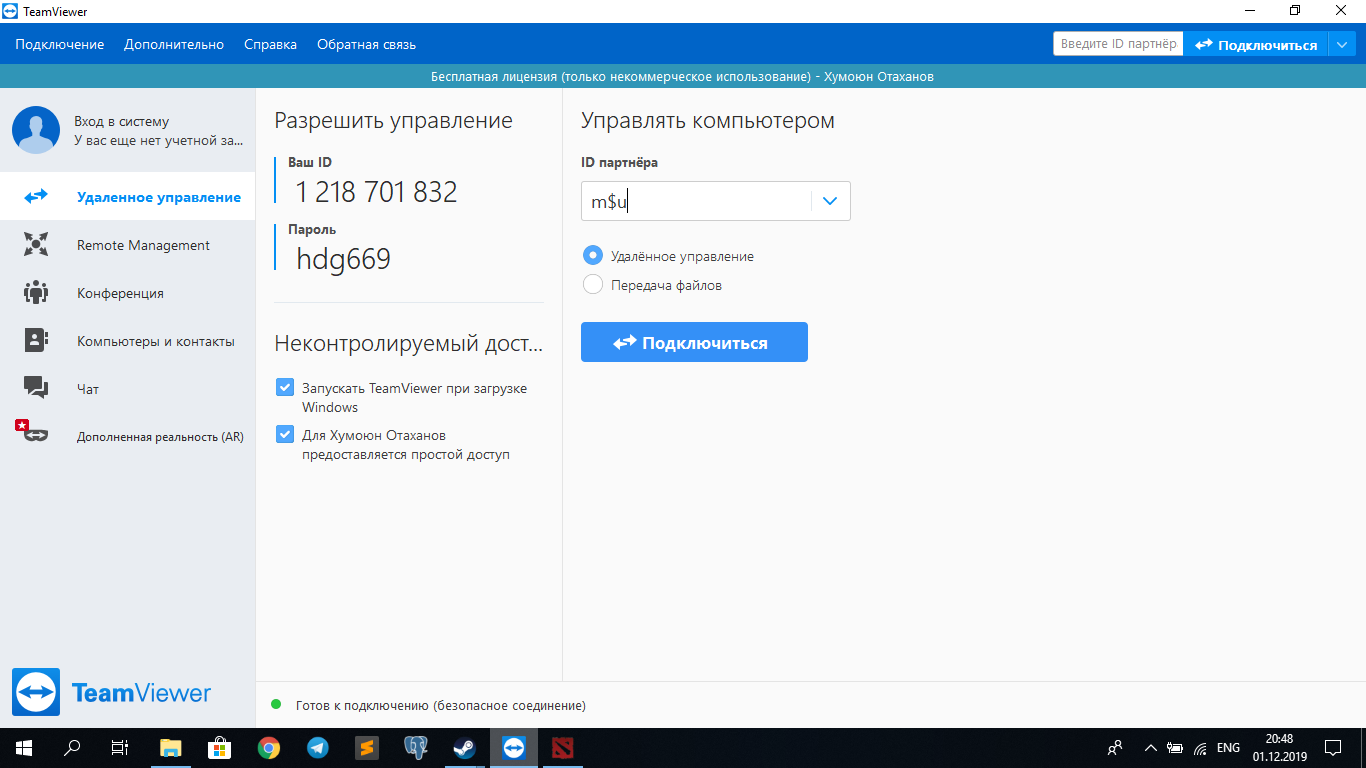 TeamViewer
Подключение Дополнительно Справка Обратная связь
Введите ID партнёр Подключиться
Бесплатная лицензия (только некоммерческое использование) - Хумоюн Отаханов
Вход в систему
У вас еще нет учетной за...
Удаленное управление
Remote Management
Конференция
Компьютеры и контакты
Чат
Дополненная реальность (AR)
TeamViewer
Разрешить управление
Ваш ID
1 218 701 832
Пароль
hdg669
Неконтролируемый дост...
Запускать TeamViewer при загрузке
Windows
Для Хумоюн Отаханов
предоставляется простой доступ
Управлять компьютером
ID партнёра
m$u
Удалённое управление
Передача файлов
Подключиться
Готов к подключению (безопасное соединение)
ENG
20:48
01.12.2019